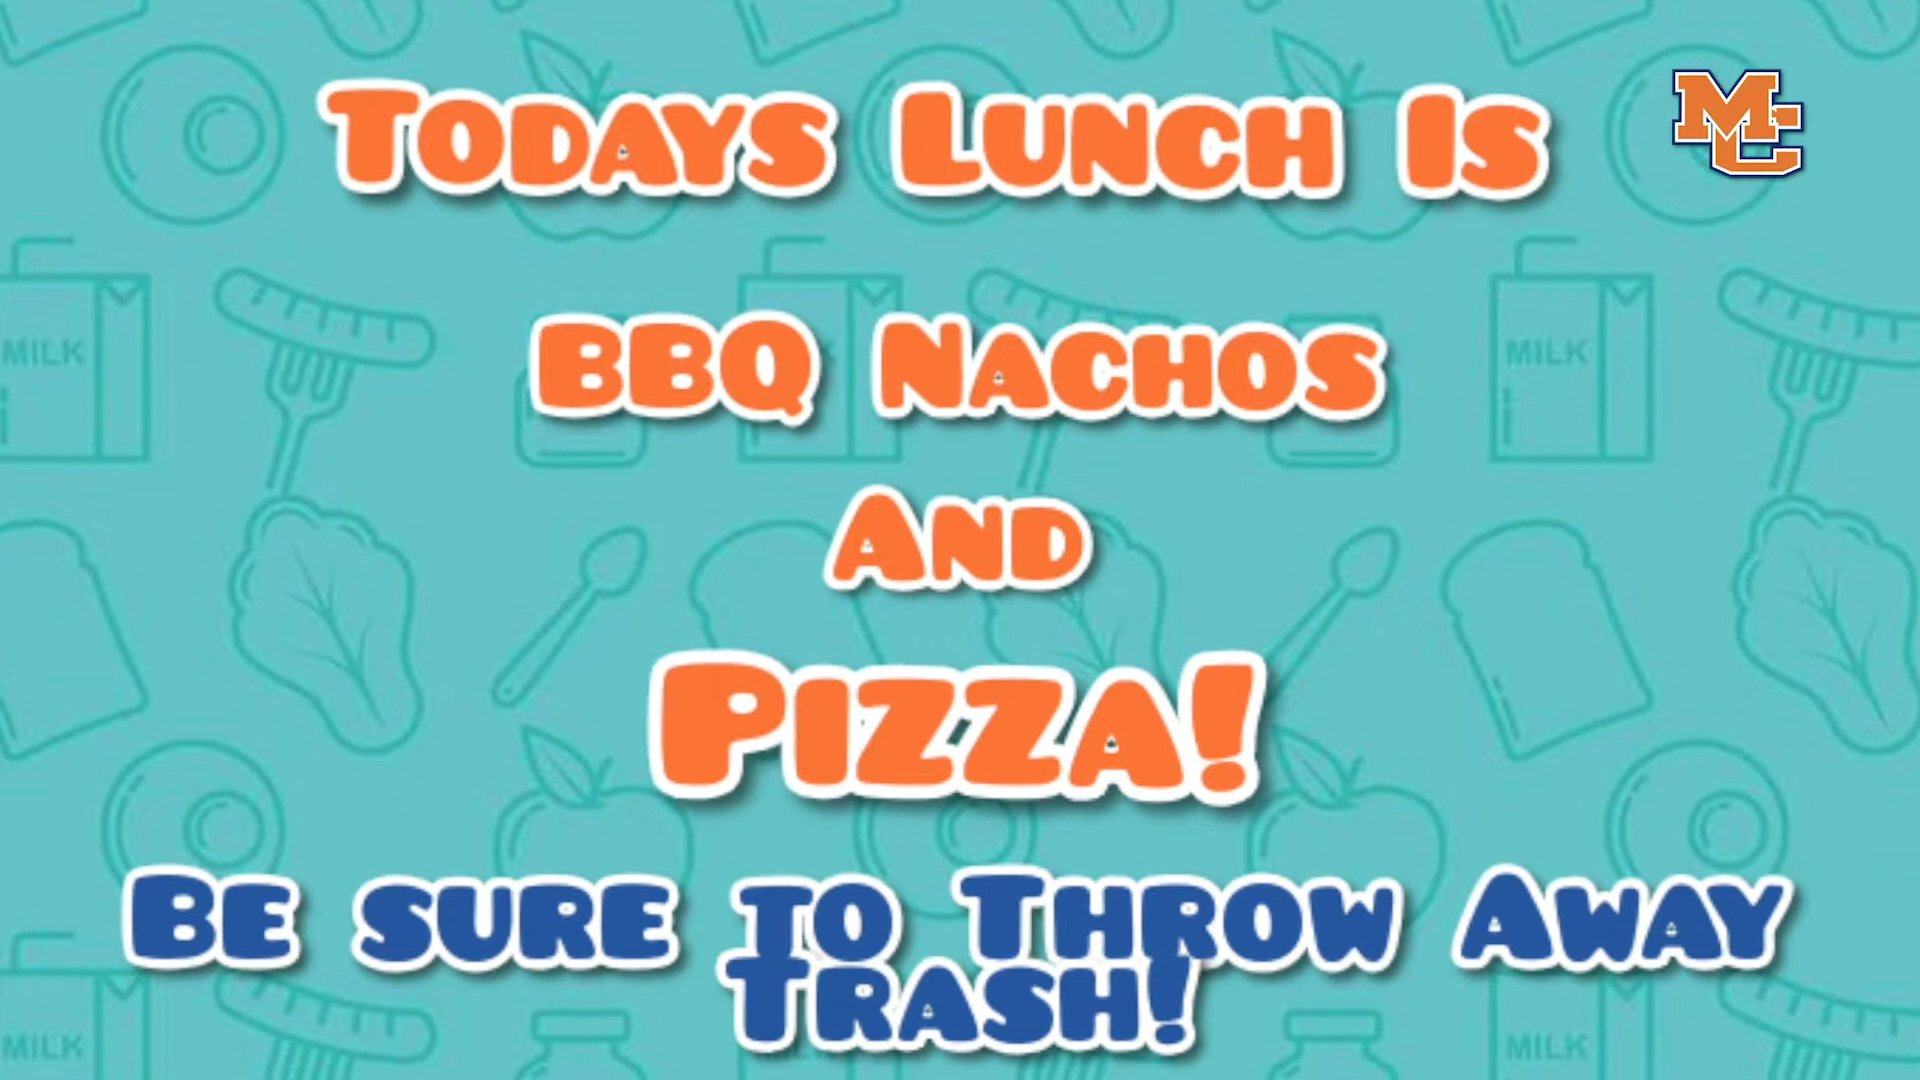 Todays Lunch Is
MC
BBQ Nachos
MILK
MILK
And
Pizza!
Be sure to Throw Away
Trash!
MILK
MILK